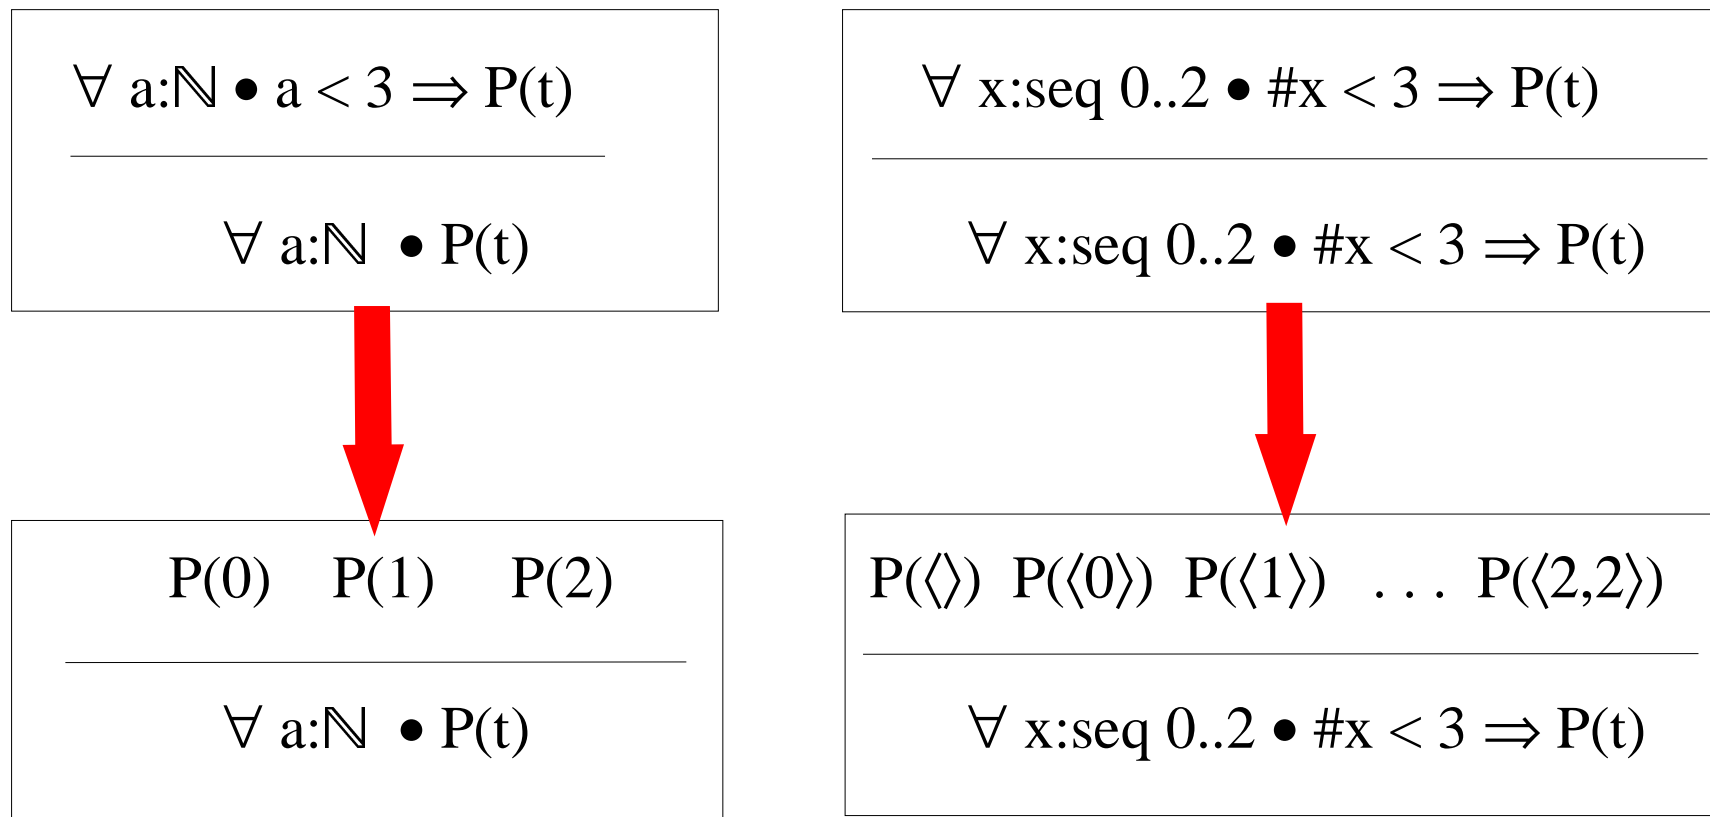 ∀ a:ℕ • a < 3 ⇒ P(t)
∀ a:ℕ • P(t)
∀ x:seq 0..2 • #x < 3 ⇒ P(t)
∀ x:seq 0..2 • #x < 3 ⇒ P(t)
P(0) P(1) P(2)
∀ a:ℕ • P(t)
P(⟨⟩) P(⟨0⟩) P(⟨1⟩) . . . P(⟨2,2⟩)
∀ x:seq 0..2 • #x < 3 ⇒ P(t)